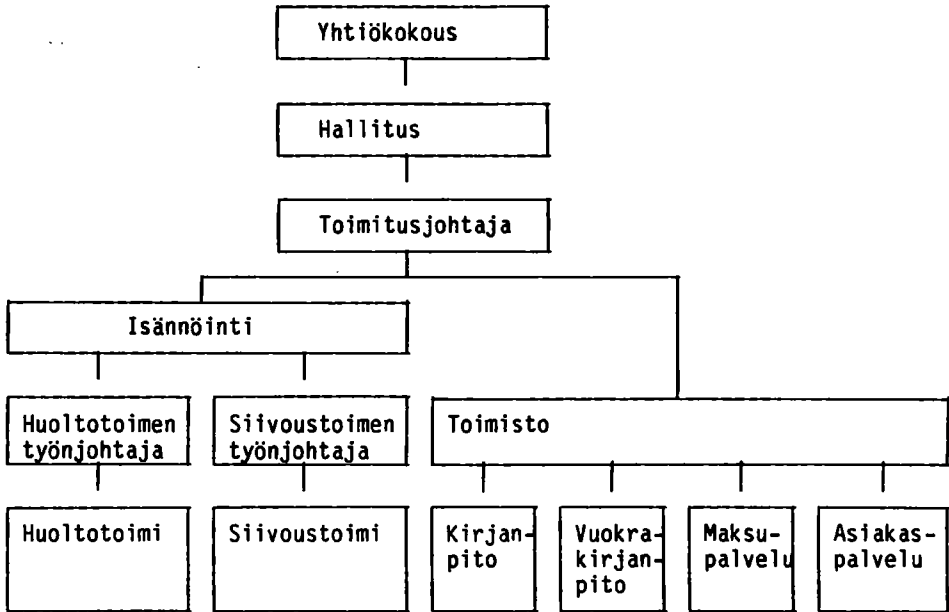 Yhtiökokous
Hallitus
Toimitusjohtaja
Isännöinti
Huoltotoimen
työnjohtaja
Siivoustoimen
työnjohtaja
Toimisto
Huoltotoimi
Siivoustoimi
Kirjan-
pito
Vuokra-
kirjan-
pito
Maksu-
palvelu
Asiakas-
palvelu